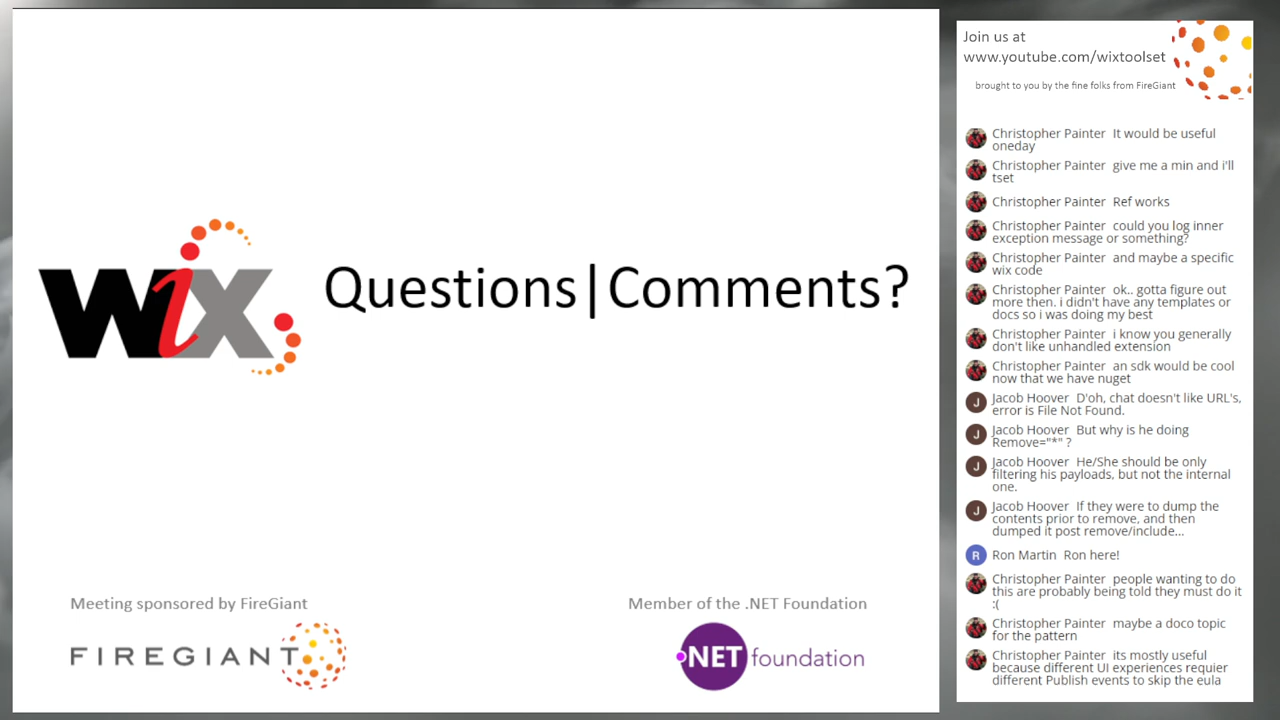 WiX
Questions|Comments?
Meeting sponsored by FireGiant
FIREGIANT
Member of the .NET Foundation
.NET foundation
Join us at
www.youtube.com/wixtoolset
brought to you by the fine folks from FireGiant
Christopher Painter It would be useful
oneday
Christopher Painter give me a min and i'll
tset
Christopher Painter Ref works
Christopher Painter could you log inner
exception message or something?
Christopher Painter and maybe a specific
wix code
Christopher Painter ok.. gotta figure out
more then. i didn't have any templates or
docs so i was doing my best
Christopher Painter i know you generally
don't like unhandled extension
Christopher Painter an sdk would be cool
now that we have nuget
J
Jacob Hoover D'oh, chat doesn't like URL's,
error is File Not Found.
J
Jacob Hoover But why is he doing
Remove="*" ?
J
Jacob Hoover He/She should be only
filtering his payloads, but not the internal
one.
J
Jacob Hoover If they were to dump the
contents prior to remove, and then
dumped it post remove/include...
R
Ron Martin Ron here!
Christopher Painter people wanting to do
this are probably being told they must do it
:(
Christopher Painter maybe a doco topic
for the pattern
Christopher Painter its mostly useful
because different UI experiences requier
different Publish events to skip the eula